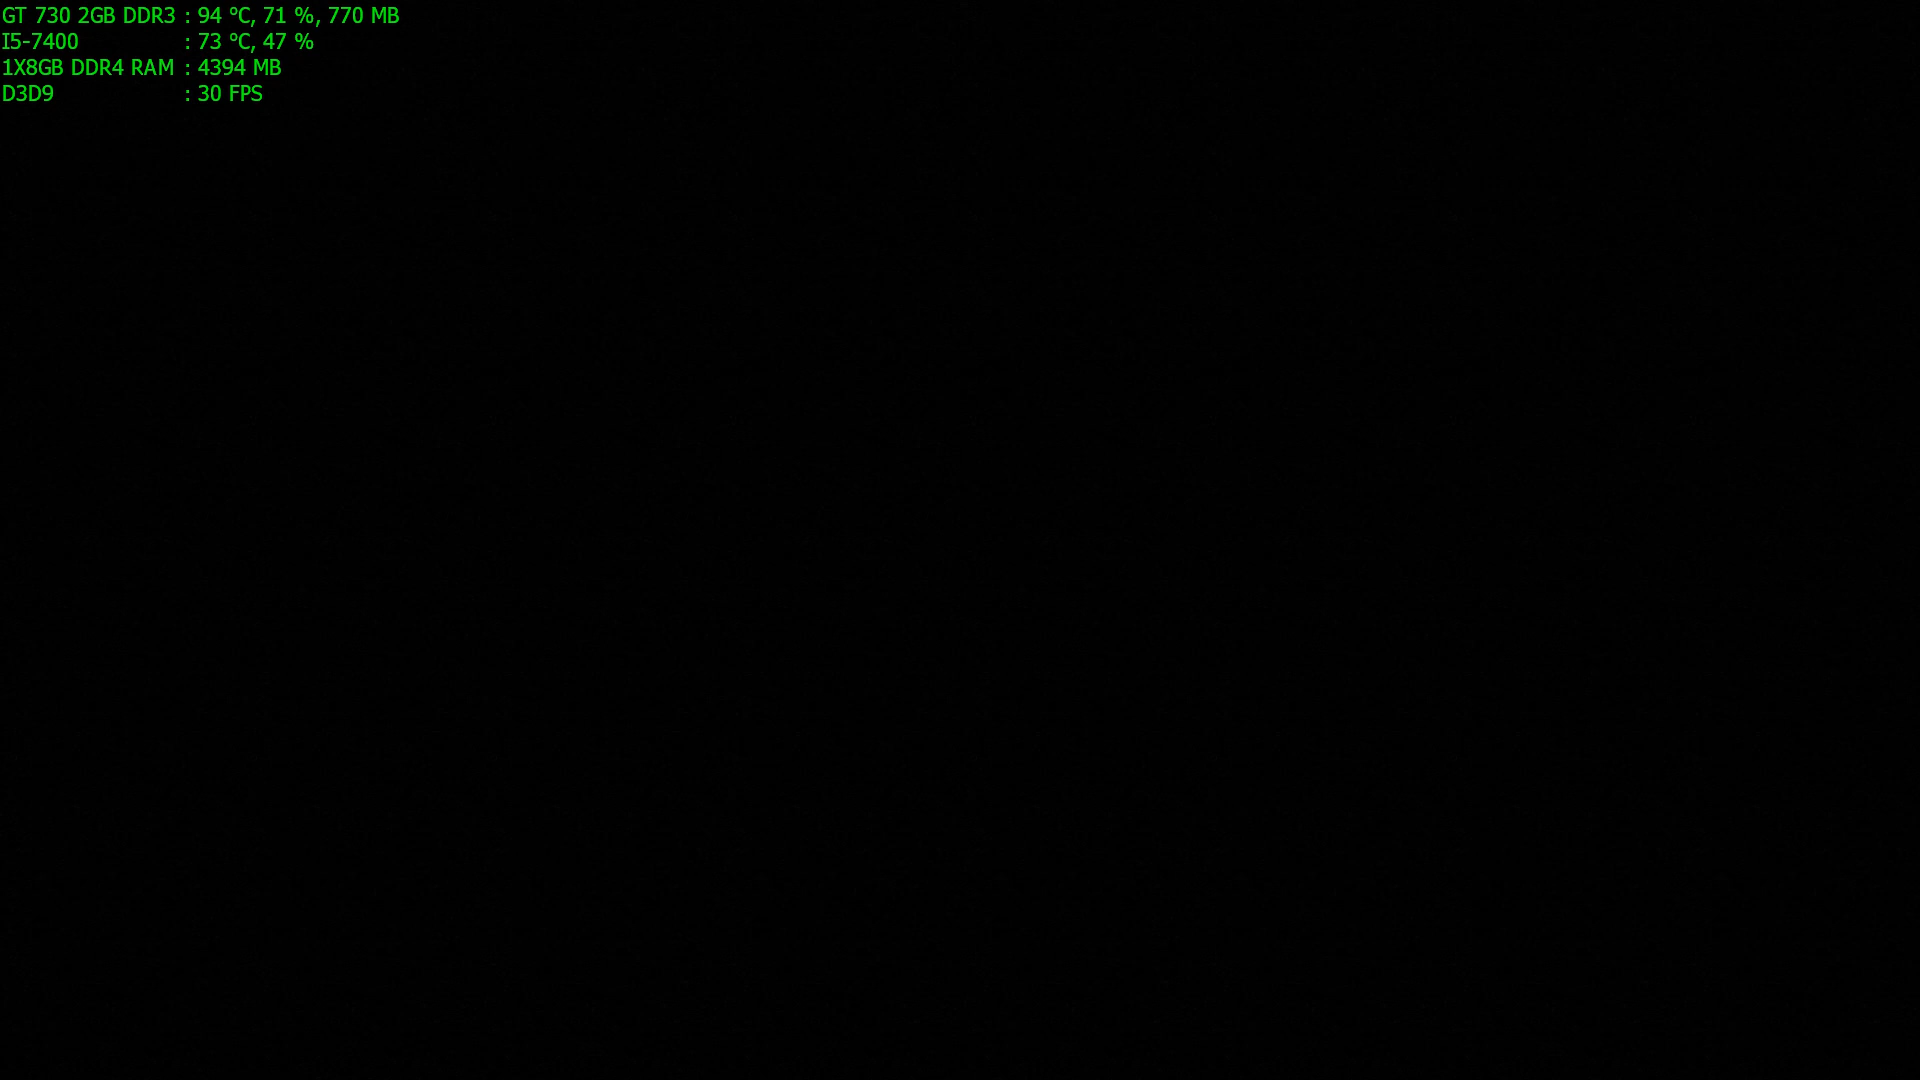 GT 730 2GB DDR3 : 94 °C, 71 %, 770 MB
I5-7400 : 73 °C, 47 %
1X8GB DDR4 RAM : 4394 MB
D3D9 : 30 FPS